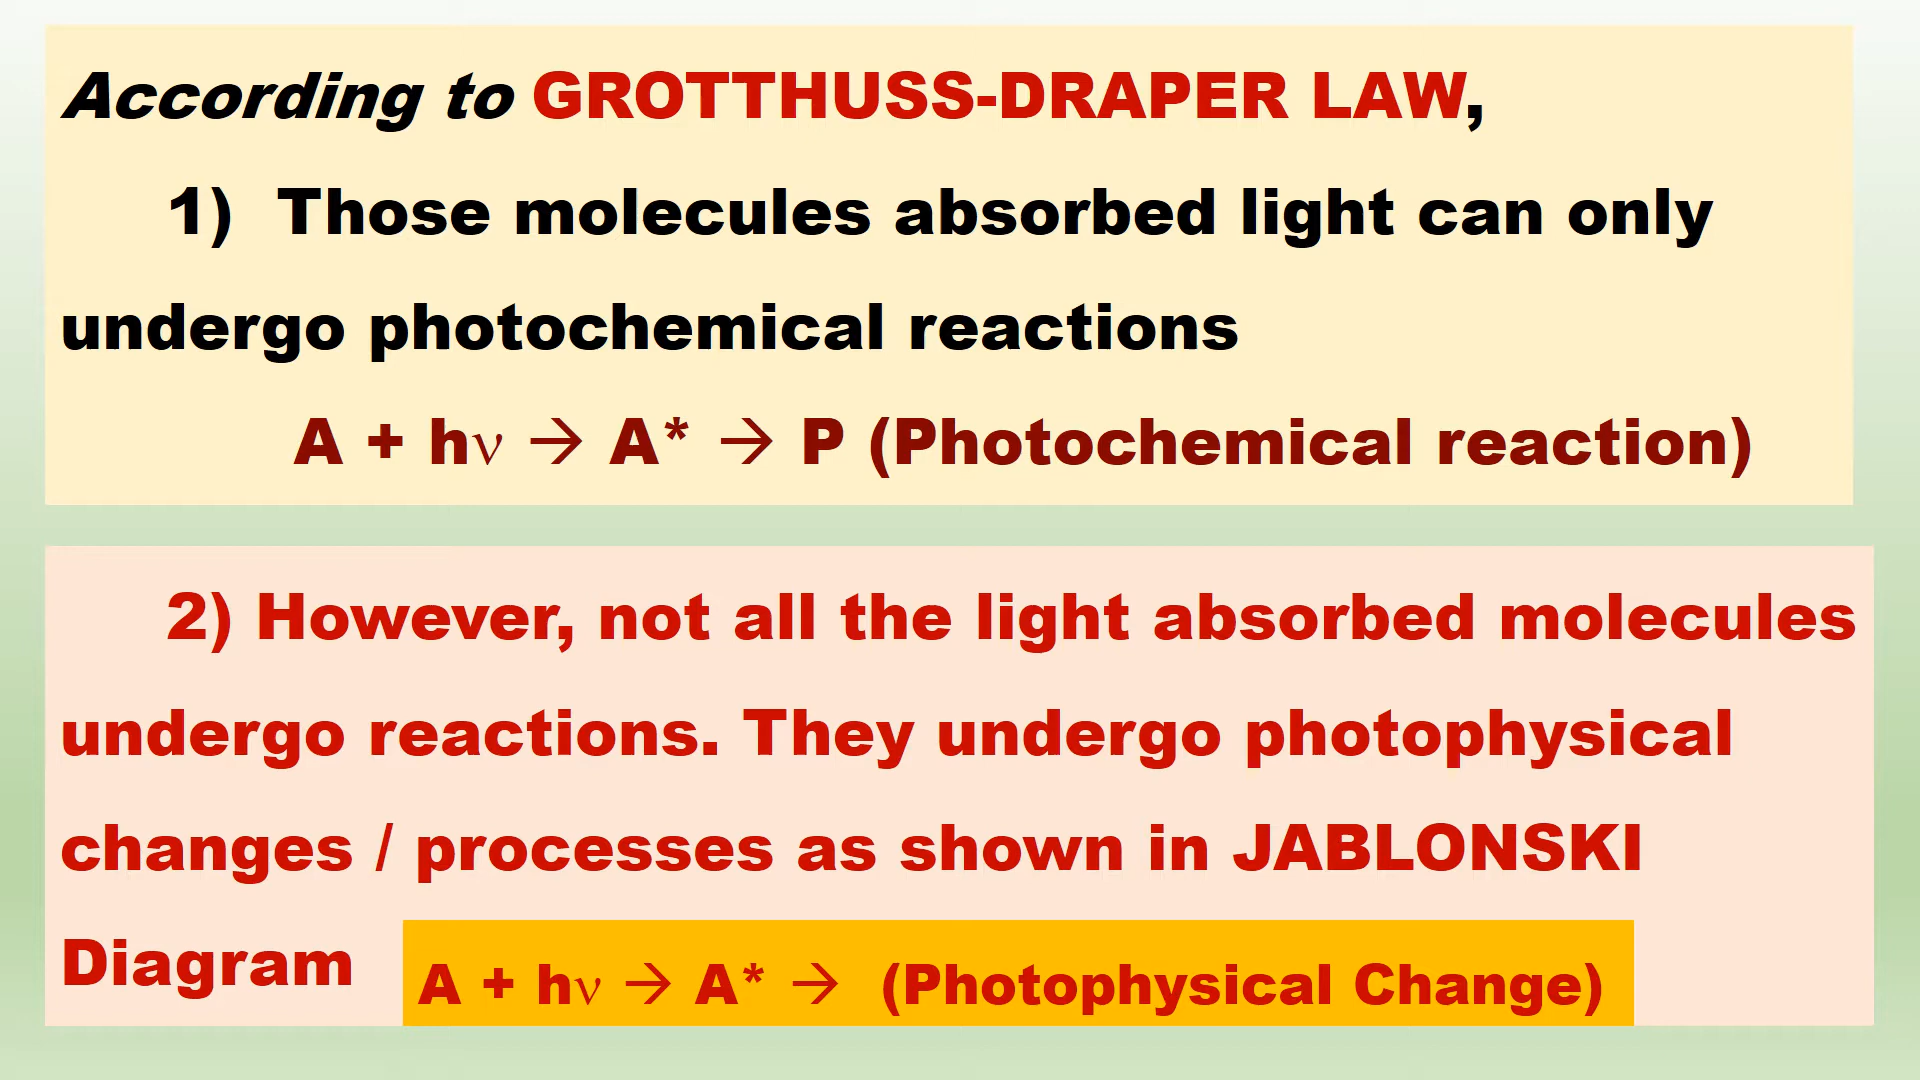 According to GROTTHUSS-DRAPER LAW,
1) Those molecules absorbed light can only
undergo photochemical reactions
A + hν → A* → P (Photochemical reaction)
2) However, not all the light absorbed molecules
undergo reactions. They undergo photophysical
changes / processes as shown in JABLONSKI
Diagram
A + hν → A* → (Photophysical Change)